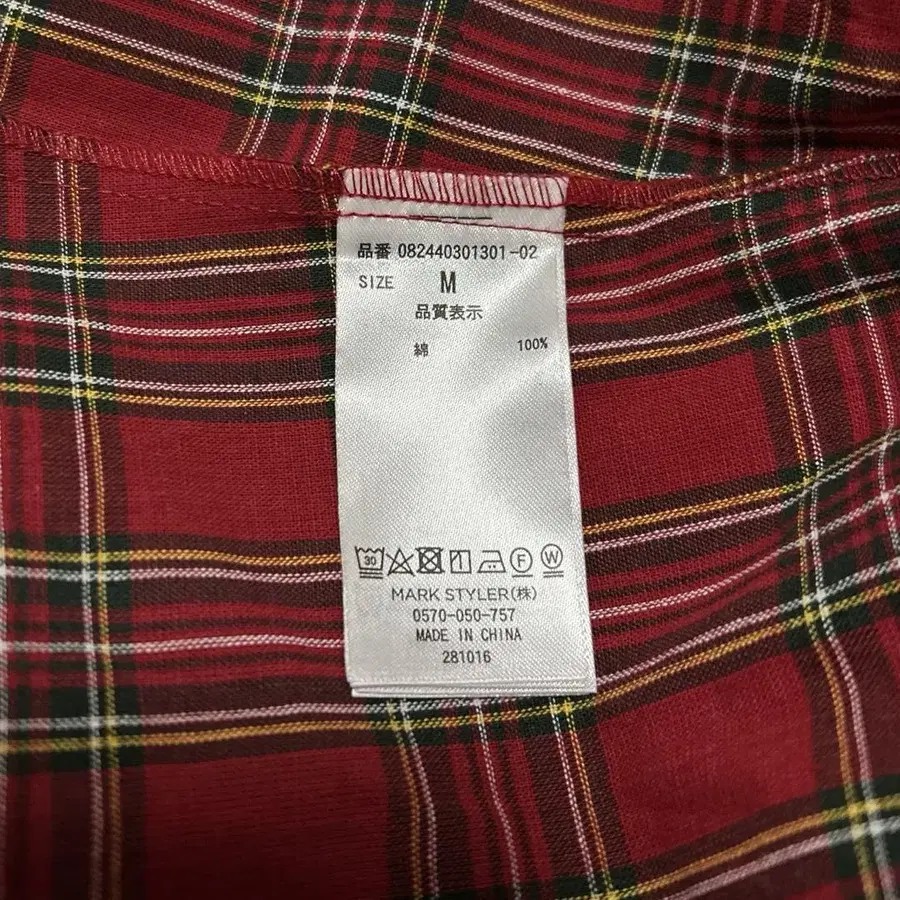 品番 082440301301-02
SIZE M
品質表示
綿 100%
30 F W
MARK STYLER(株)
0570-050-757
MADE IN CHINA
281016